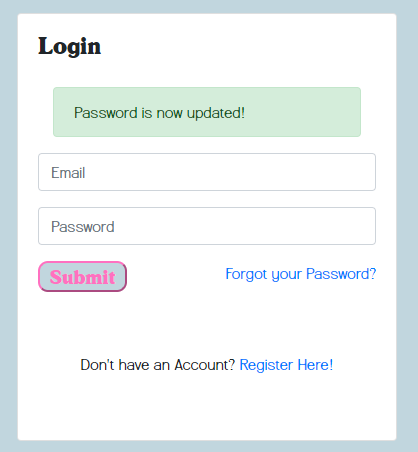 Login
Password is now updated!
Email
Password
Submit
Forgot your Password?
Don't have an Account? Register Here!